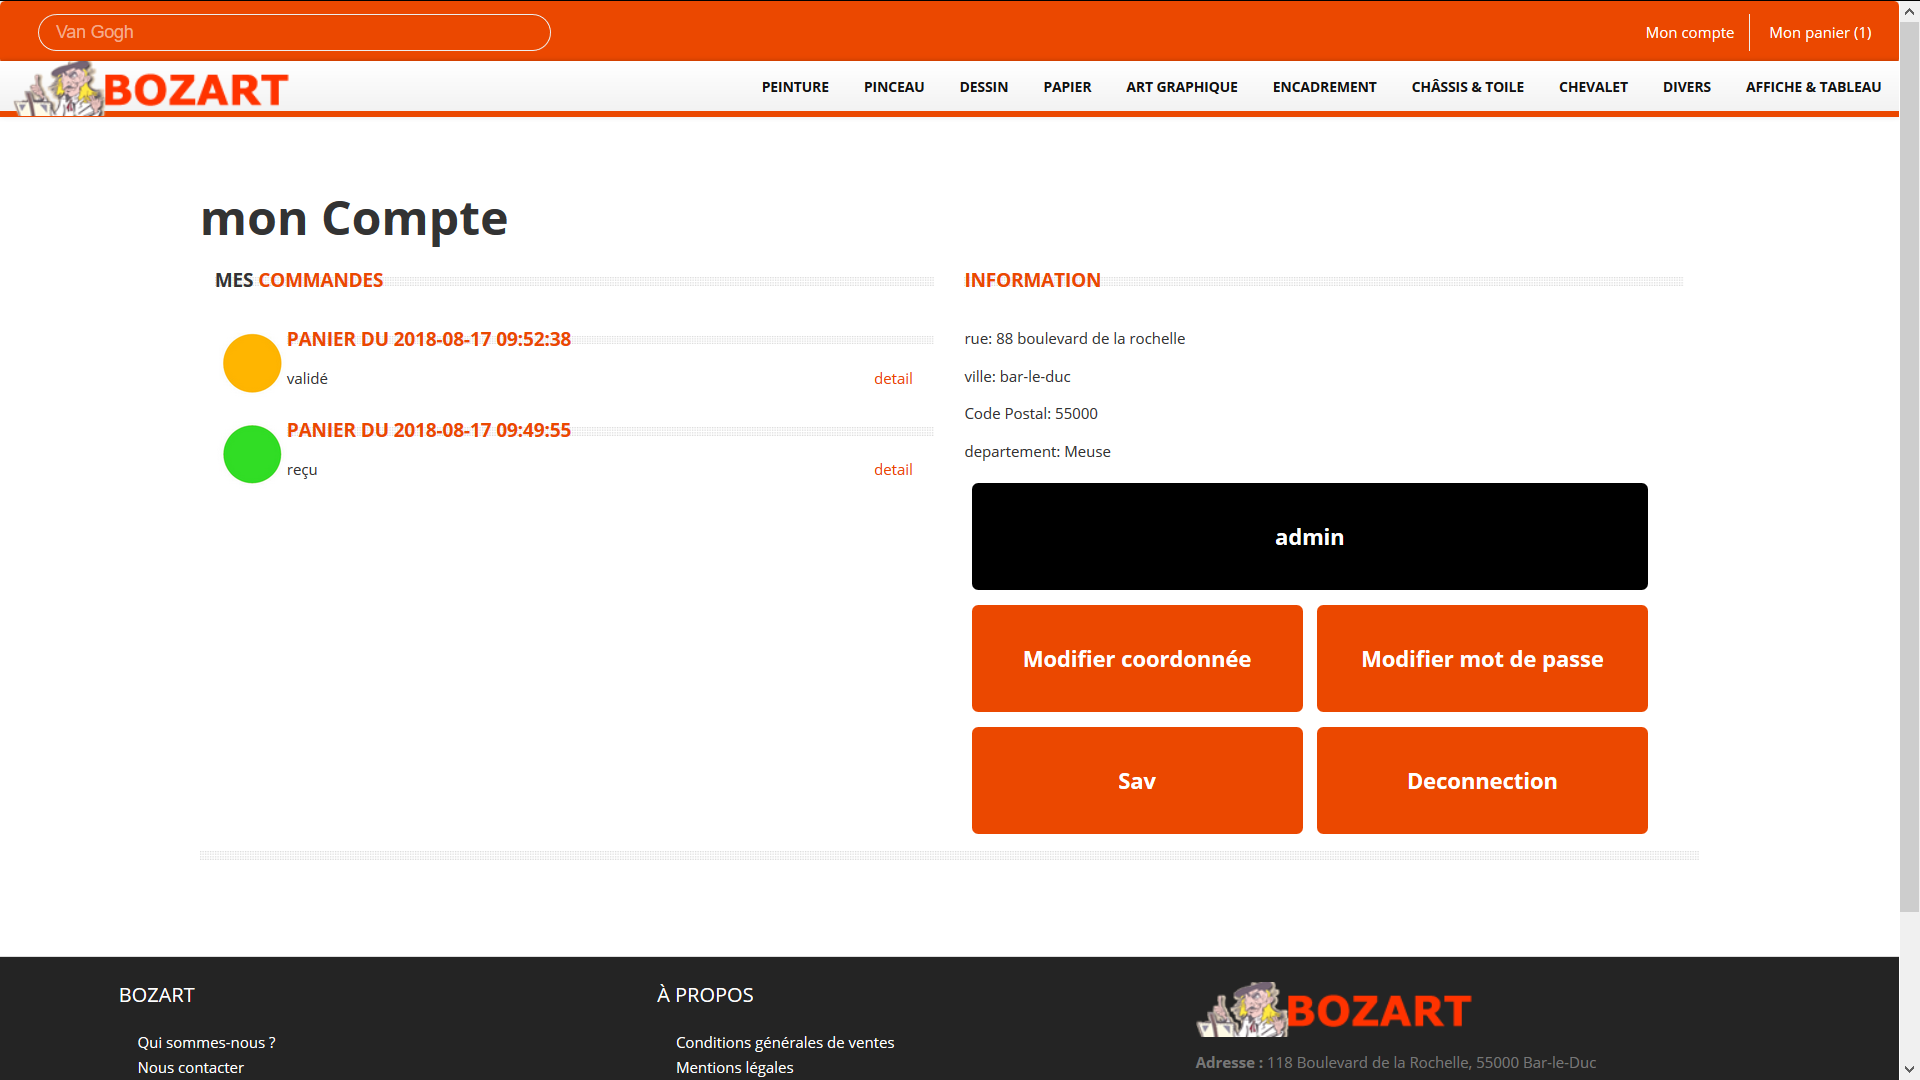 Van Gogh
Mon compte
Mon panier (1)
BOZART
PEINTURE
PINCEAU
DESSIN
PAPIER
ART GRAPHIQUE
ENCADREMENT
CHÂSSIS & TOILE
CHEVALET
DIVERS
AFFICHE & TABLEAU
mon Compte
MES COMMANDES
PANIER DU 2018-08-17 09:52:38
validé
detail
PANIER DU 2018-08-17 09:49:55
reçu
detail
INFORMATION
rue: 88 boulevard de la rochelle
ville: bar-le-duc
Code Postal: 55000
departement: Meuse
admin
Modifier coordonnée
Modifier mot de passe
Sav
Deconnection
BOZART
Qui sommes-nous ?
Nous contacter
À PROPOS
Conditions générales de ventes
Mentions légales
BOZART
Adresse : 118 Boulevard de la Rochelle, 55000 Bar-le-Duc